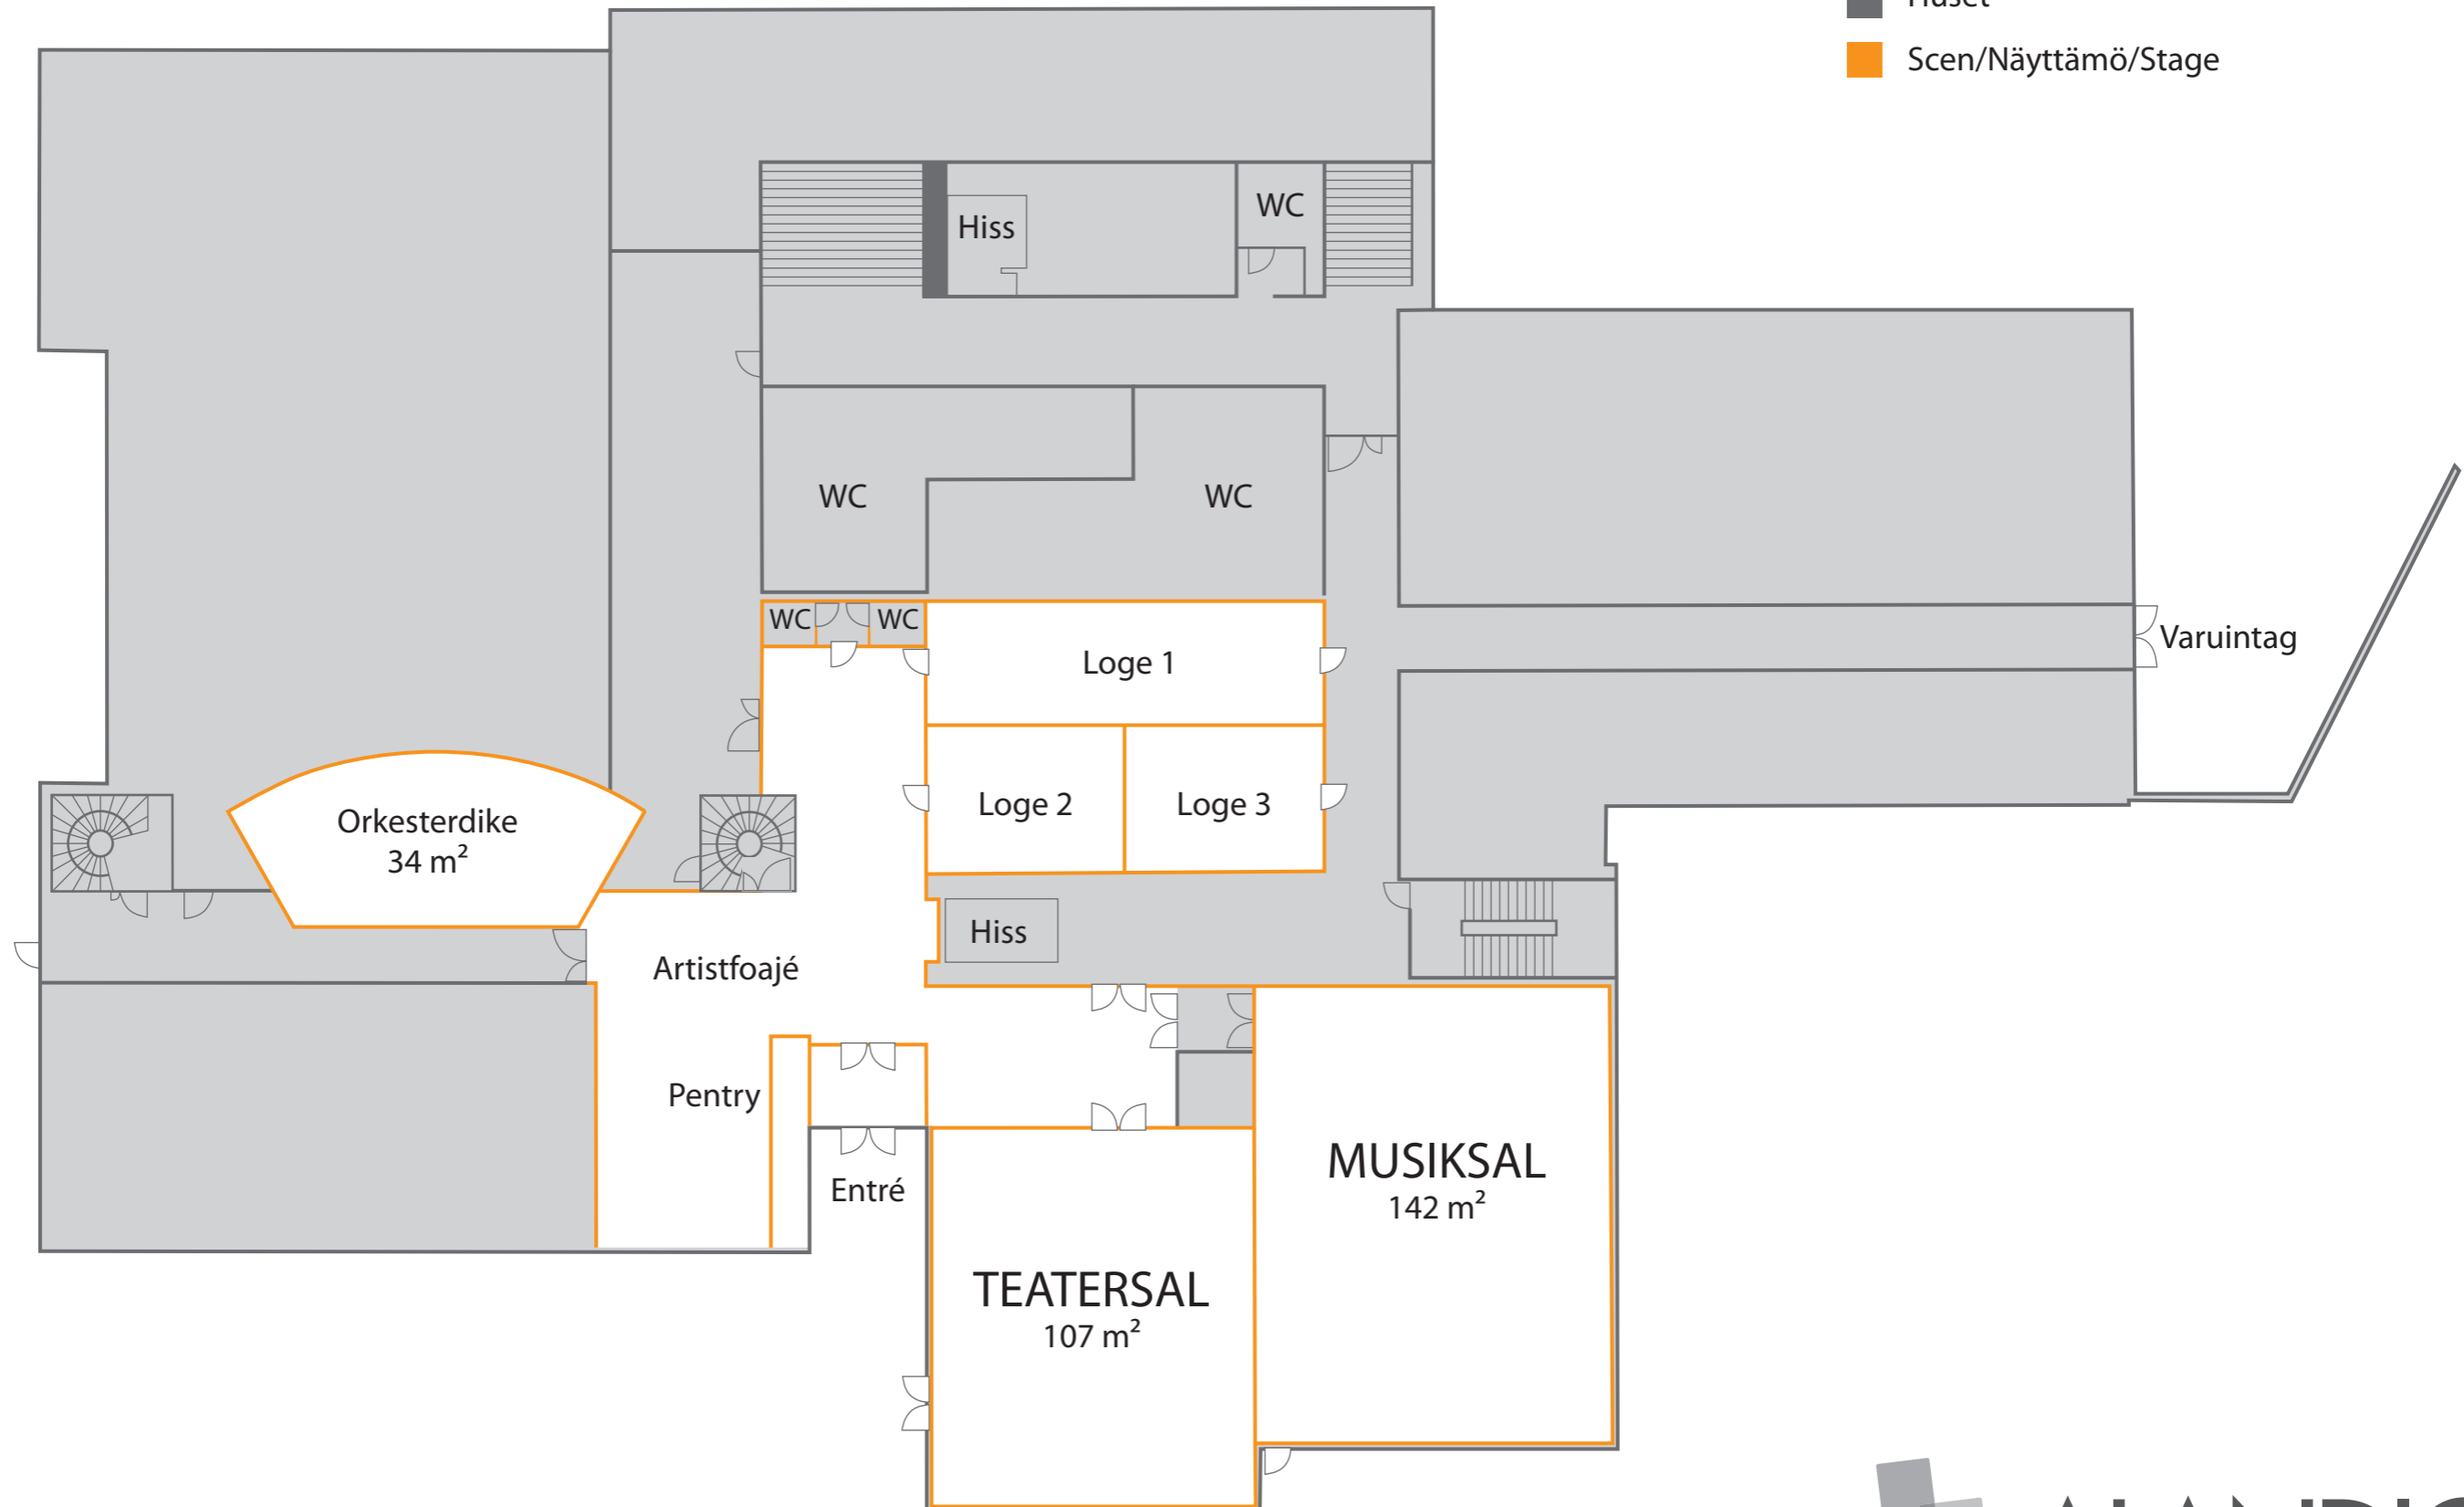 Huset
Scen/Näyttämö/Stage
Hiss
WC
WC
WC
WC
WC
Loge 1
Varuintag
Loge 2
Loge 3
Orkesterdike
34 m²
Hiss
Artistfoajé
Pentry
Entré
MUSIKSAL
142 m²
TEATERSAL
107 m²